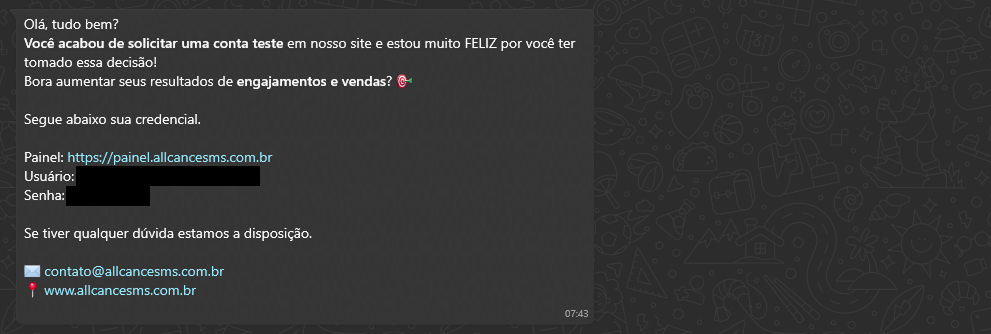 Olá, tudo bem?
Você acabou de solicitar uma conta teste em nosso site e estou muito FELIZ por você ter
tomado essa decisão!
Bora aumentar seus resultados de engajamentos e vendas? 🎯
Segue abaixo sua credencial.
Painel: https://painel.allcancesms.com.br
Usuário:
Senha:
Se tiver qualquer dúvida estamos a disposição.
✉️ contato@allcancesms.com.br
📍 www.allcancesms.com.br
07:43